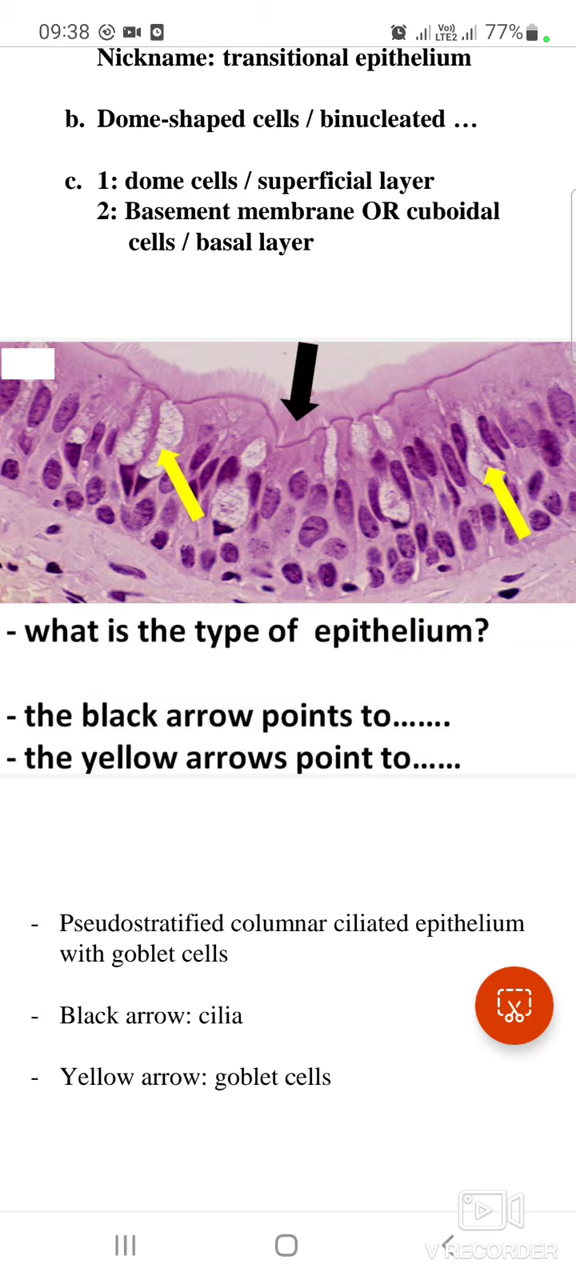 09:38
Vo))
LTE2
77%
Nickname: transitional epithelium
b. Dome-shaped cells / binucleated …
c. 1: dome cells / superficial layer
2: Basement membrane OR cuboidal
cells / basal layer
- what is the type of epithelium?
- the black arrow points to.......
- the yellow arrows point to......
- Pseudostratified columnar ciliated epithelium
with goblet cells
- Black arrow: cilia
- Yellow arrow: goblet cells
V RECORDER